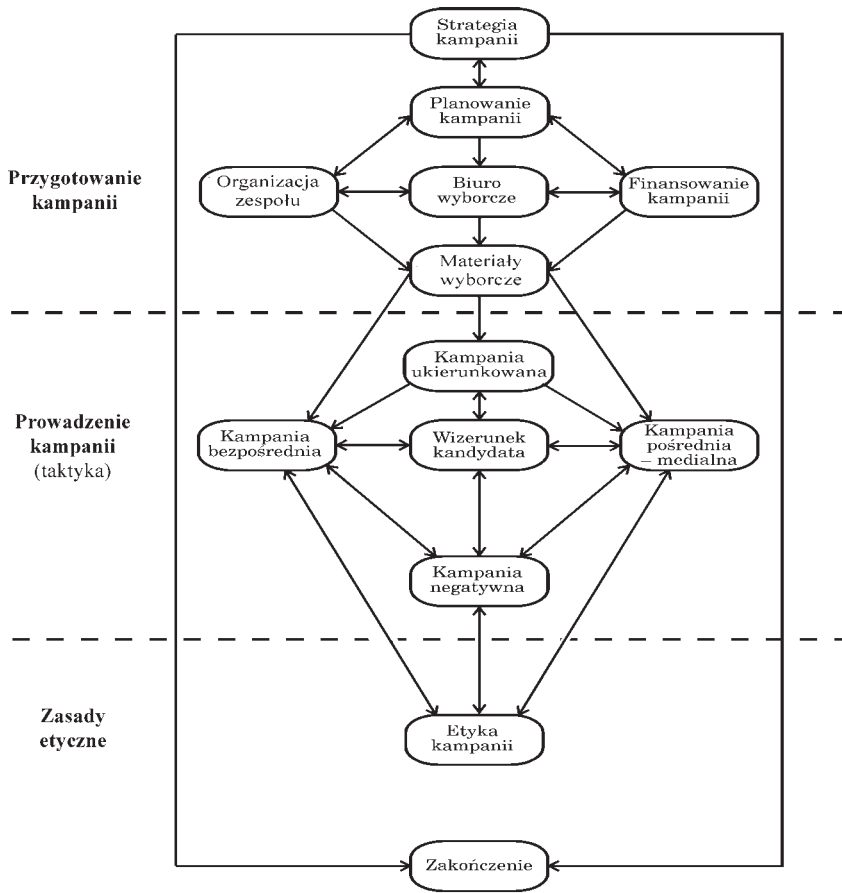 Strategia
kampanii
Planowanie
kampanii
Przygotowanie
kampanii
Organizacja
zespołu
Biuro
wyborcze
Finansowanie
kampanii
Materiały
wyborcze
Kampania
ukierunkowana
Prowadzenie
kampanii
(taktyka)
Kampania
bezpośrednia
Wizerunek
kandydata
Kampania
pośrednia
– medialna
Kampania
negatywna
Zasady
etyczne
Etyka
kampanii
Zakończenie